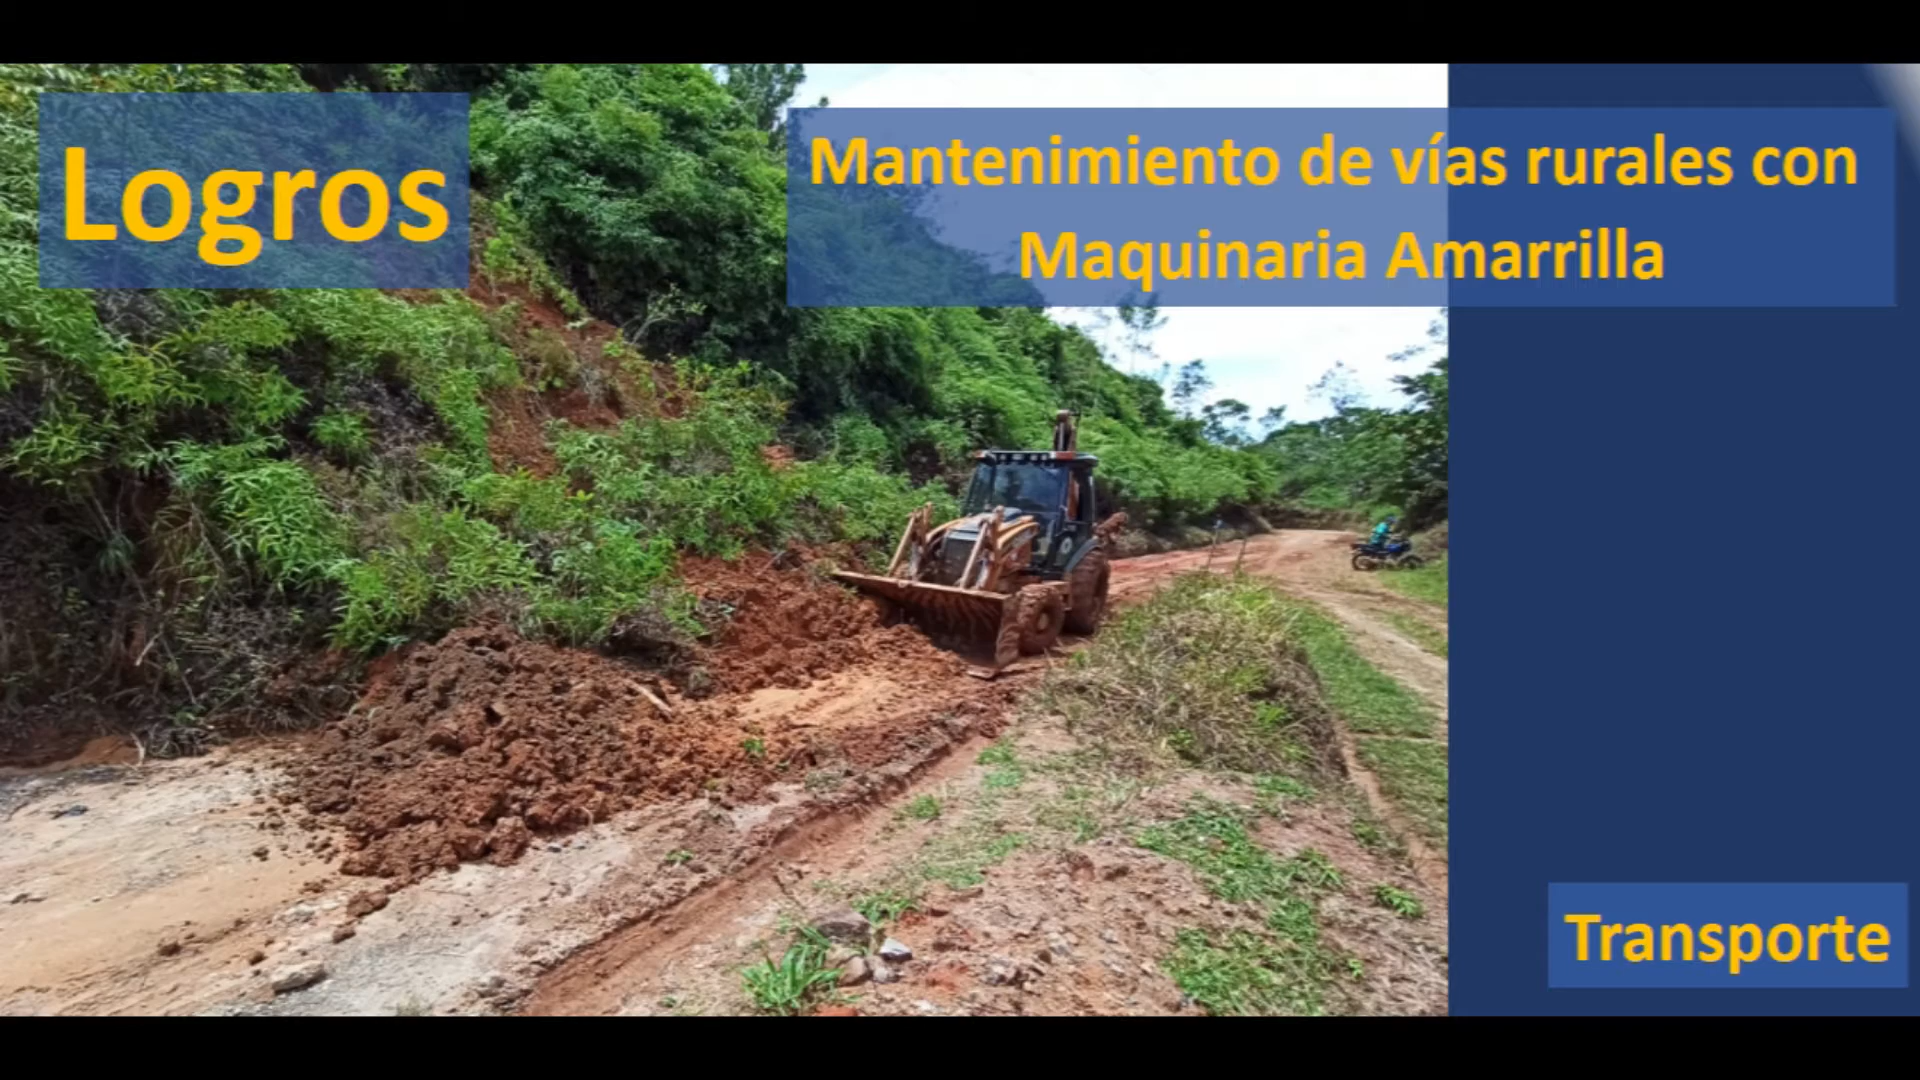 Logros
Mantenimiento de vías rurales con
Maquinaria Amarrilla
Transporte